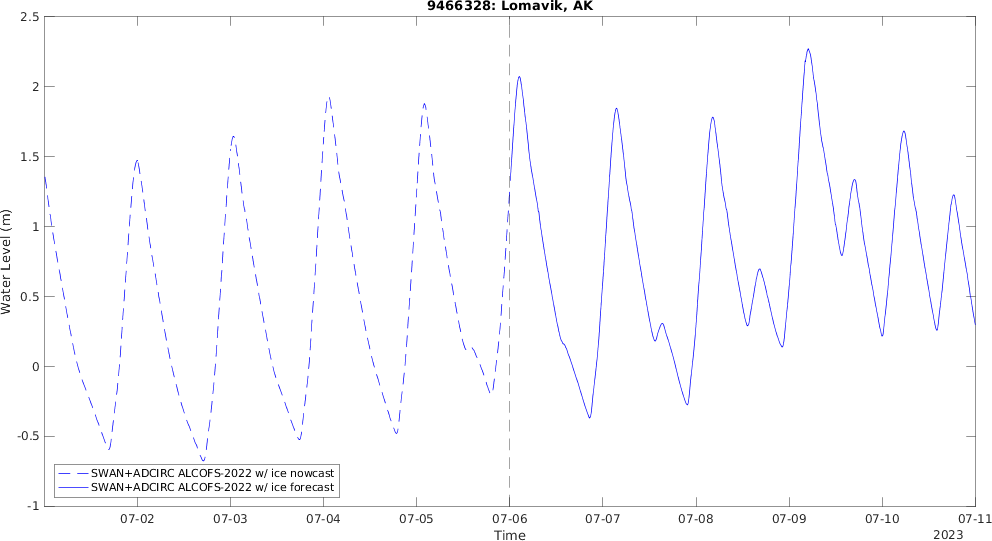 9466328: Lomavik, AK
2.5
2
1.5
1
0.5
0
-0.5
-1
Water Level (m)
SWAN+ADCIRC ALCOFS-2022 w/ ice nowcast
SWAN+ADCIRC ALCOFS-2022 w/ ice forecast
07-02 07-03 07-04 07-05 07-06 07-07 07-08 07-09 07-10 07-11
Time
2023